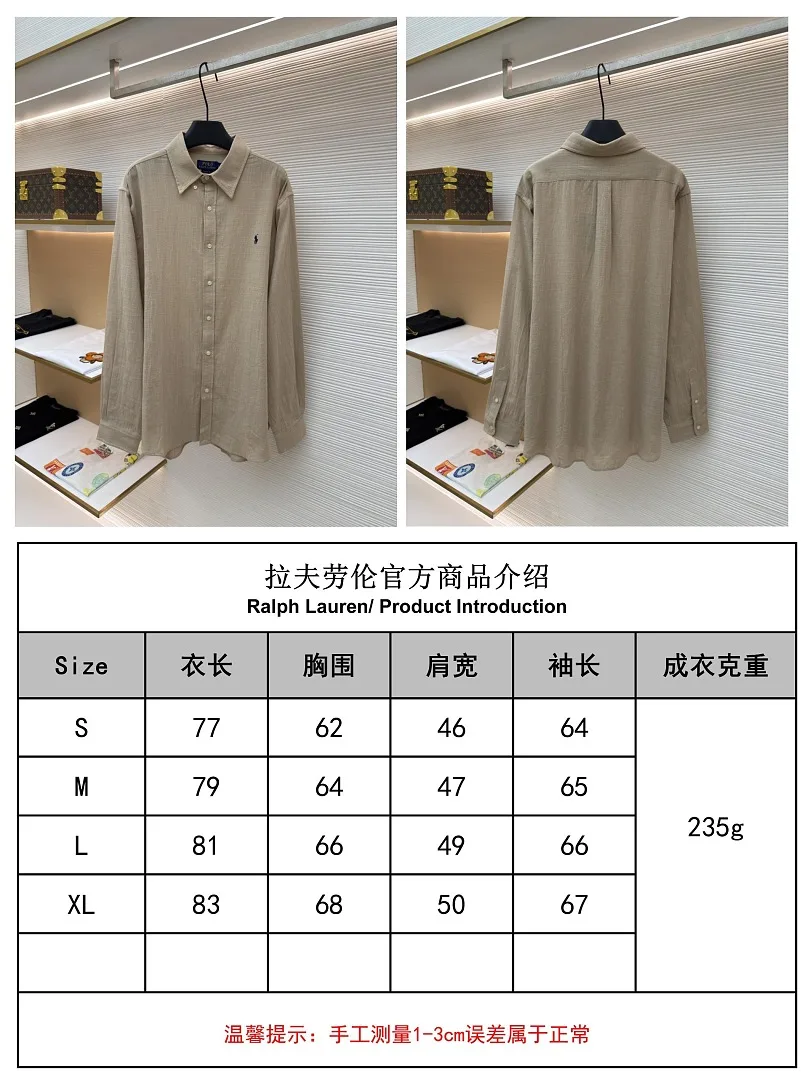 POLO
拉夫劳伦官方商品介绍
Ralph Lauren/ Product Introduction
Size 衣长 胸围 肩宽 袖长 成衣克重
S 77 62 46 64
M 79 64 47 65
L 81 66 49 66
XL 83 68 50 67
235g
温馨提示：手工测量1-3cm误差属于正常